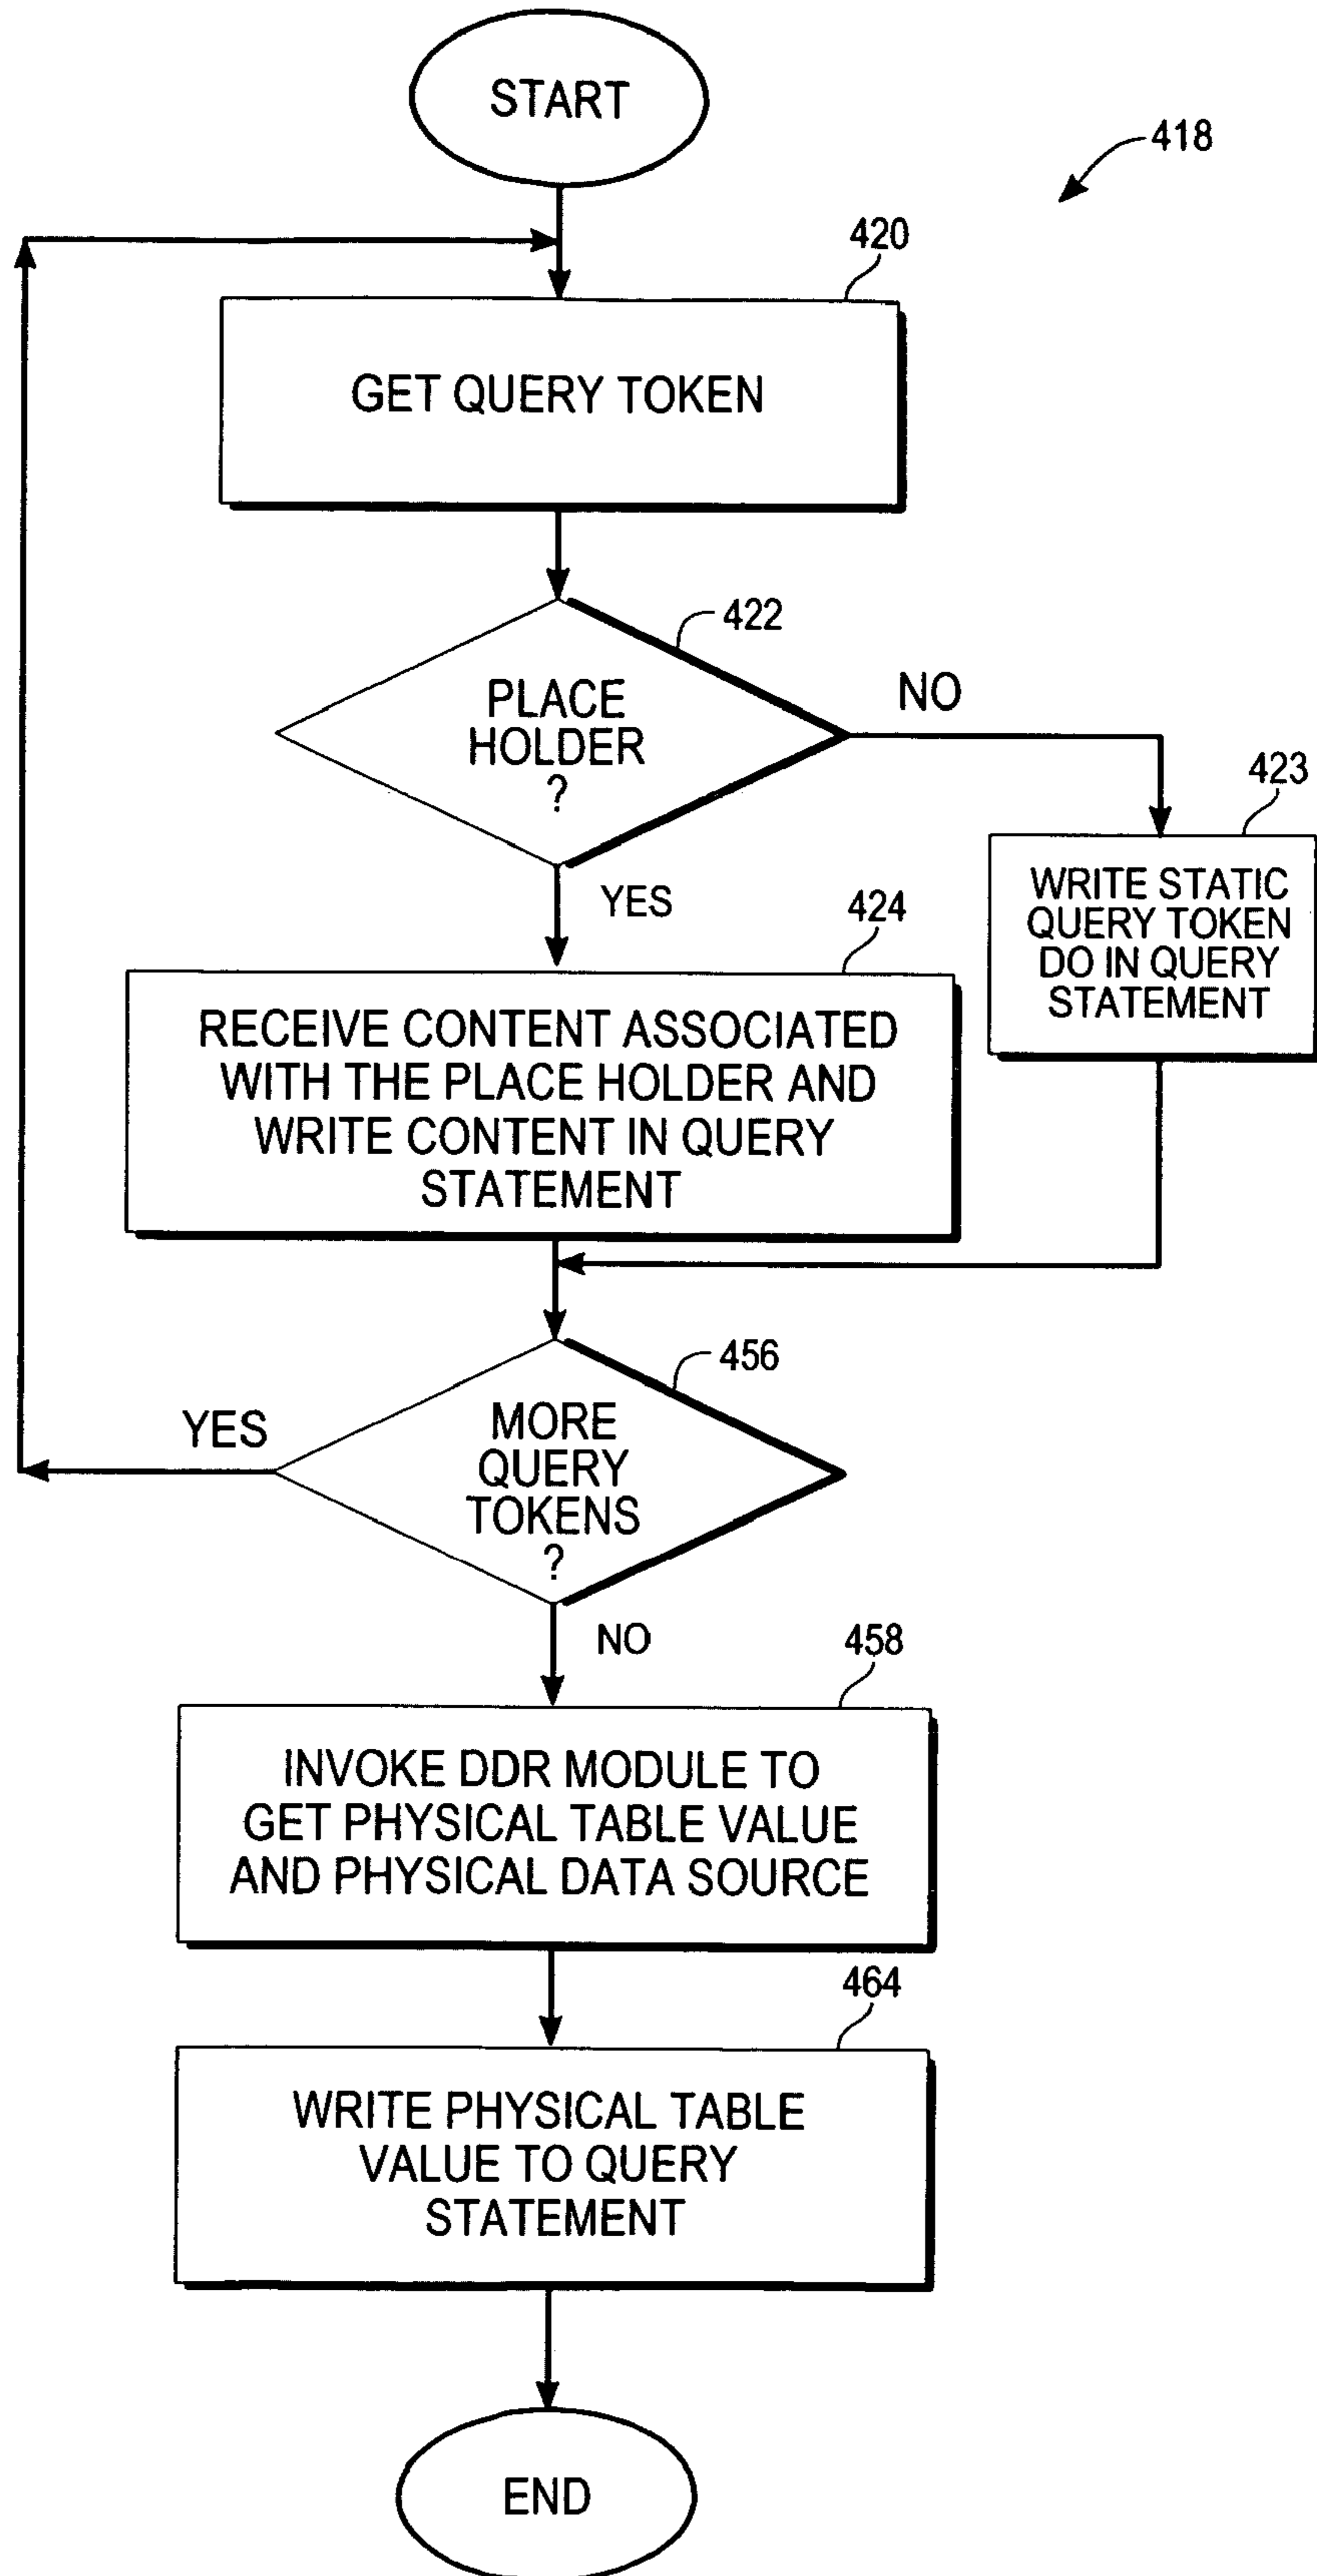 START
418
420
GET QUERY TOKEN
422
PLACE
HOLDER
?
NO
423
WRITE STATIC
QUERY TOKEN
DO IN QUERY
STATEMENT
YES
424
RECEIVE CONTENT ASSOCIATED
WITH THE PLACE HOLDER AND
WRITE CONTENT IN QUERY
STATEMENT
456
MORE
QUERY
TOKENS
?
YES
NO
458
INVOKE DDR MODULE TO
GET PHYSICAL TABLE VALUE
AND PHYSICAL DATA SOURCE
464
WRITE PHYSICAL TABLE
VALUE TO QUERY
STATEMENT
END